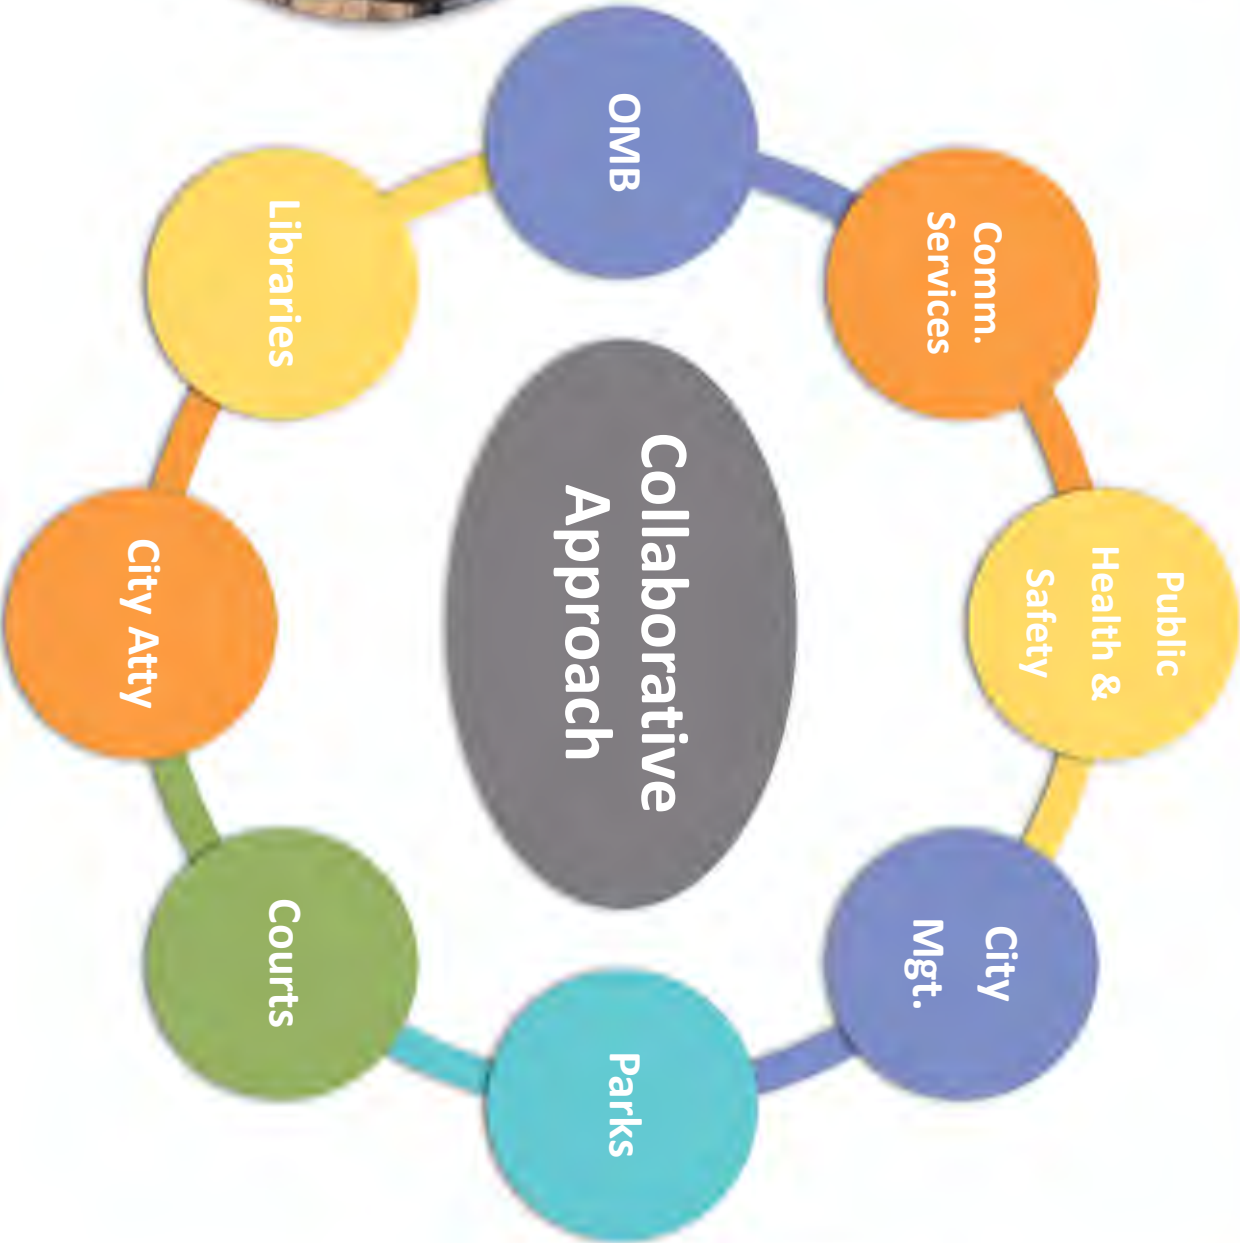 Collaborative
Approach
Public
Health &
Safety
City
Mgt.
Parks
Courts
City Atty
Libraries
OMB
Comm.
Services